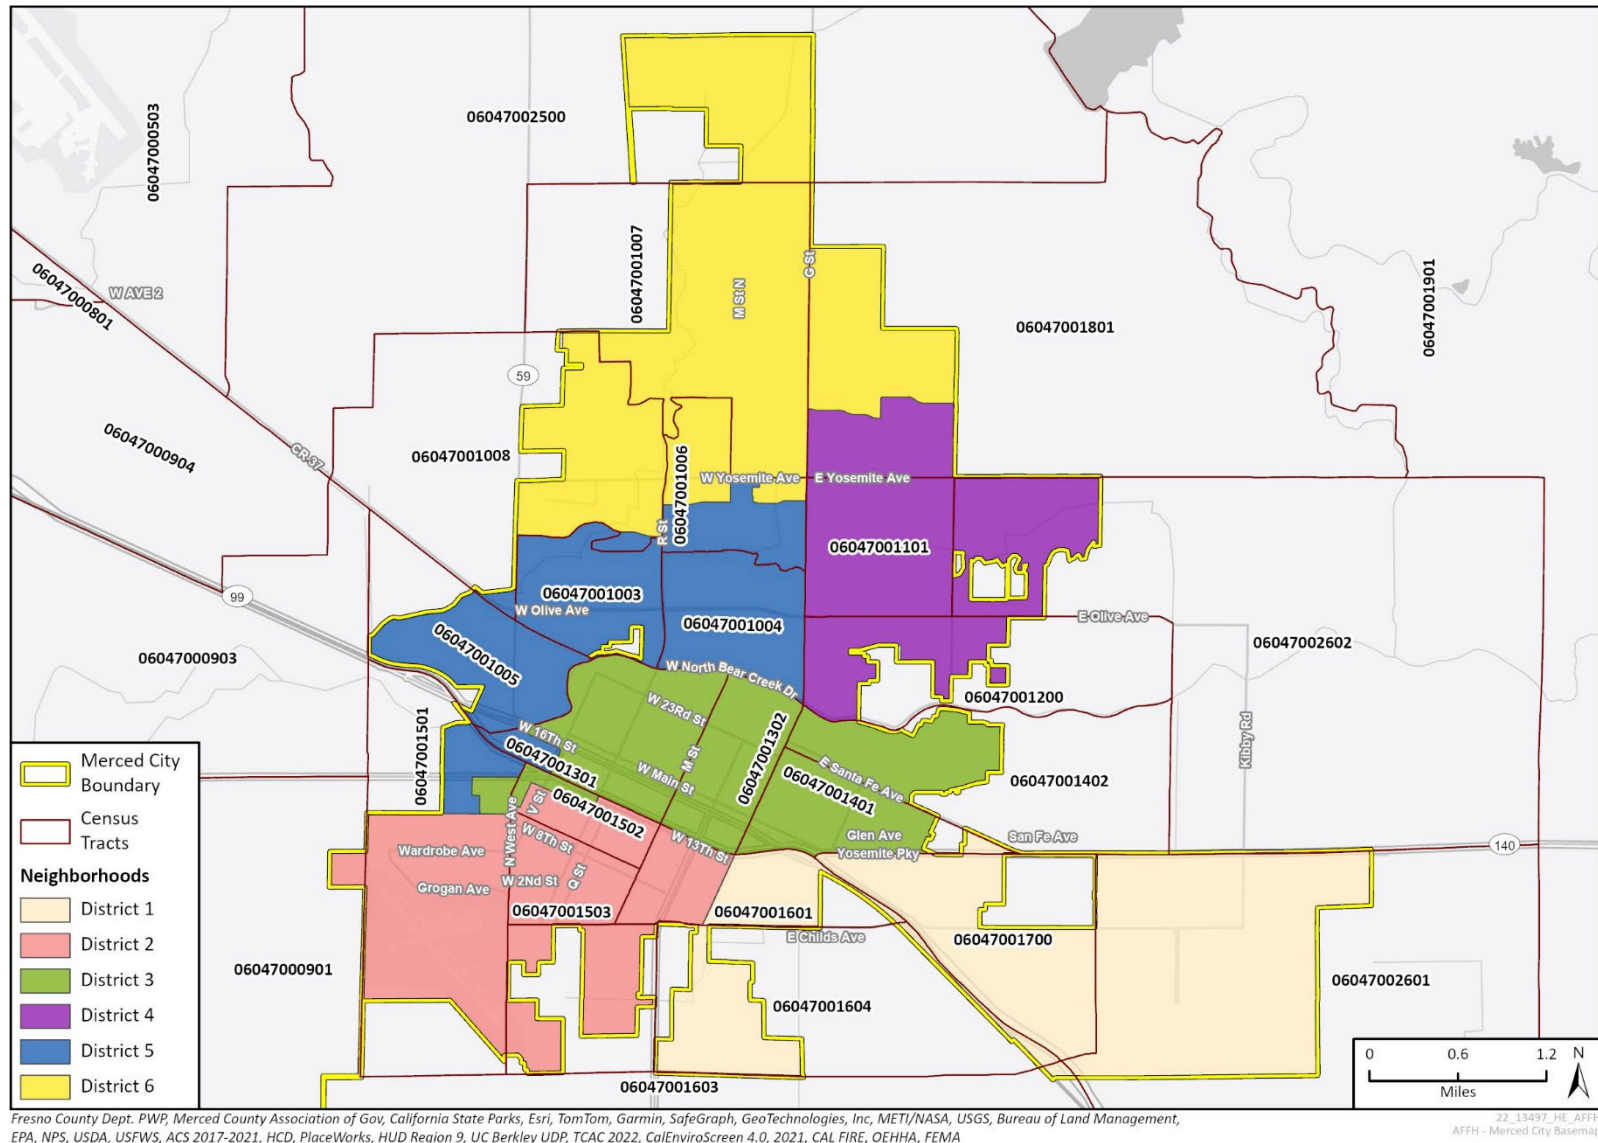 06047002500
06047000503
06047001007
G St
M St N
06047000801
W AVE 2
06047001801
06047001901
59
06047000904
CR 37
06047001008
06047001006
W Yosemite Ave
E Yosemite Ave
R St
06047001101
99
06047001003
W Olive Ave
06047001004
E Olive Ave
06047001005
06047000903
06047002602
W North Bear Creek Dr
06047001200
W 23Rd St
06047001302
Kibby Rd
W 16Th St
M St
06047001501
06047001301
W Main St
E Santa Fe Ave
06047001402
06047001401
N West Ave
V St
06047001502
W 8Th St
W 13Th St
Glen Ave
San Fe Ave
Yosemite Pky
140
Wardrobe Ave
Grogan Ave
W 2Nd St
Q St
06047001503
06047001601
E Childs Ave
06047001700
06047000901
06047001604
06047002601
06047001603
Merced City
Boundary
Census
Tracts
Neighborhoods
District 1
District 2
District 3
District 4
District 5
District 6
0 0.6 1.2 N
Miles
Fresno County Dept. PWP, Merced County Association of Gov, California State Parks, Esri, TomTom, Garmin, SafeGraph, GeoTechnologies, Inc, METI/NASA, USGS, Bureau of Land Management,
EPA, NPS, USDA, USFWS, ACS 2017-2021, HCD, PlaceWorks, HUD Region 9, UC Berkley UDP, TCAC 2022, CalEnviroScreen 4.0, 2021, CAL FIRE, OEHHA, FEMA
22_13497_HE_AFFH
AFFH - Merced City Basemap